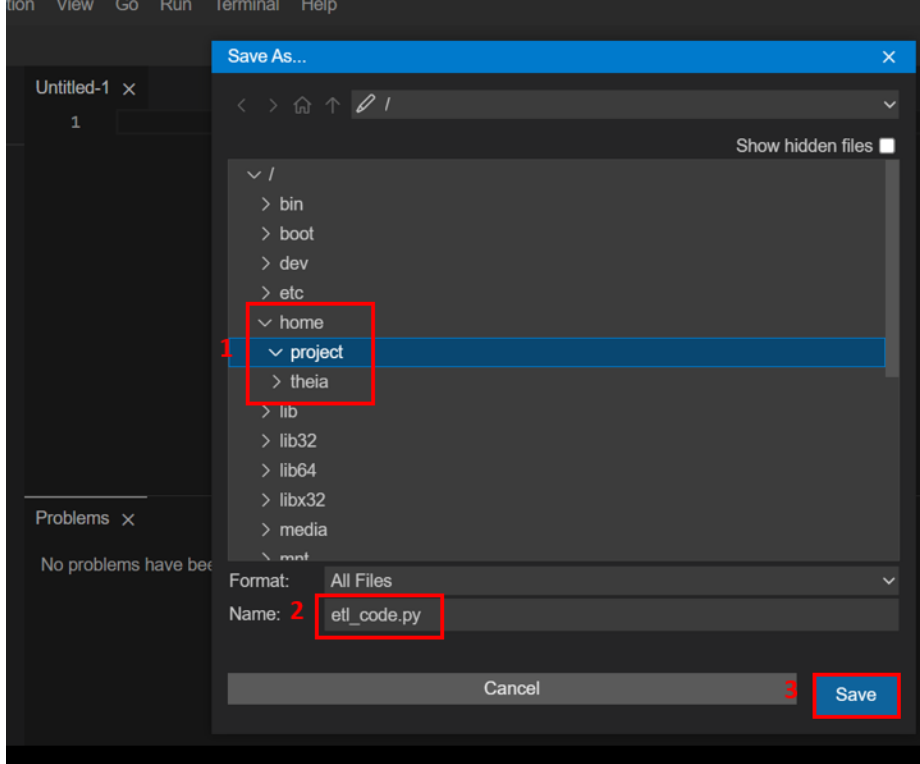 tion View Go Run Terminal Help
Save As...
Untitled-1
/
1
Show hidden files
/
bin
boot
dev
etc
home
1 project
theia
lib
lib32
lib64
libx32
media
mnt
Problems
No problems have bee
Format: All Files
Name: 2 etl_code.py
Cancel 3 Save